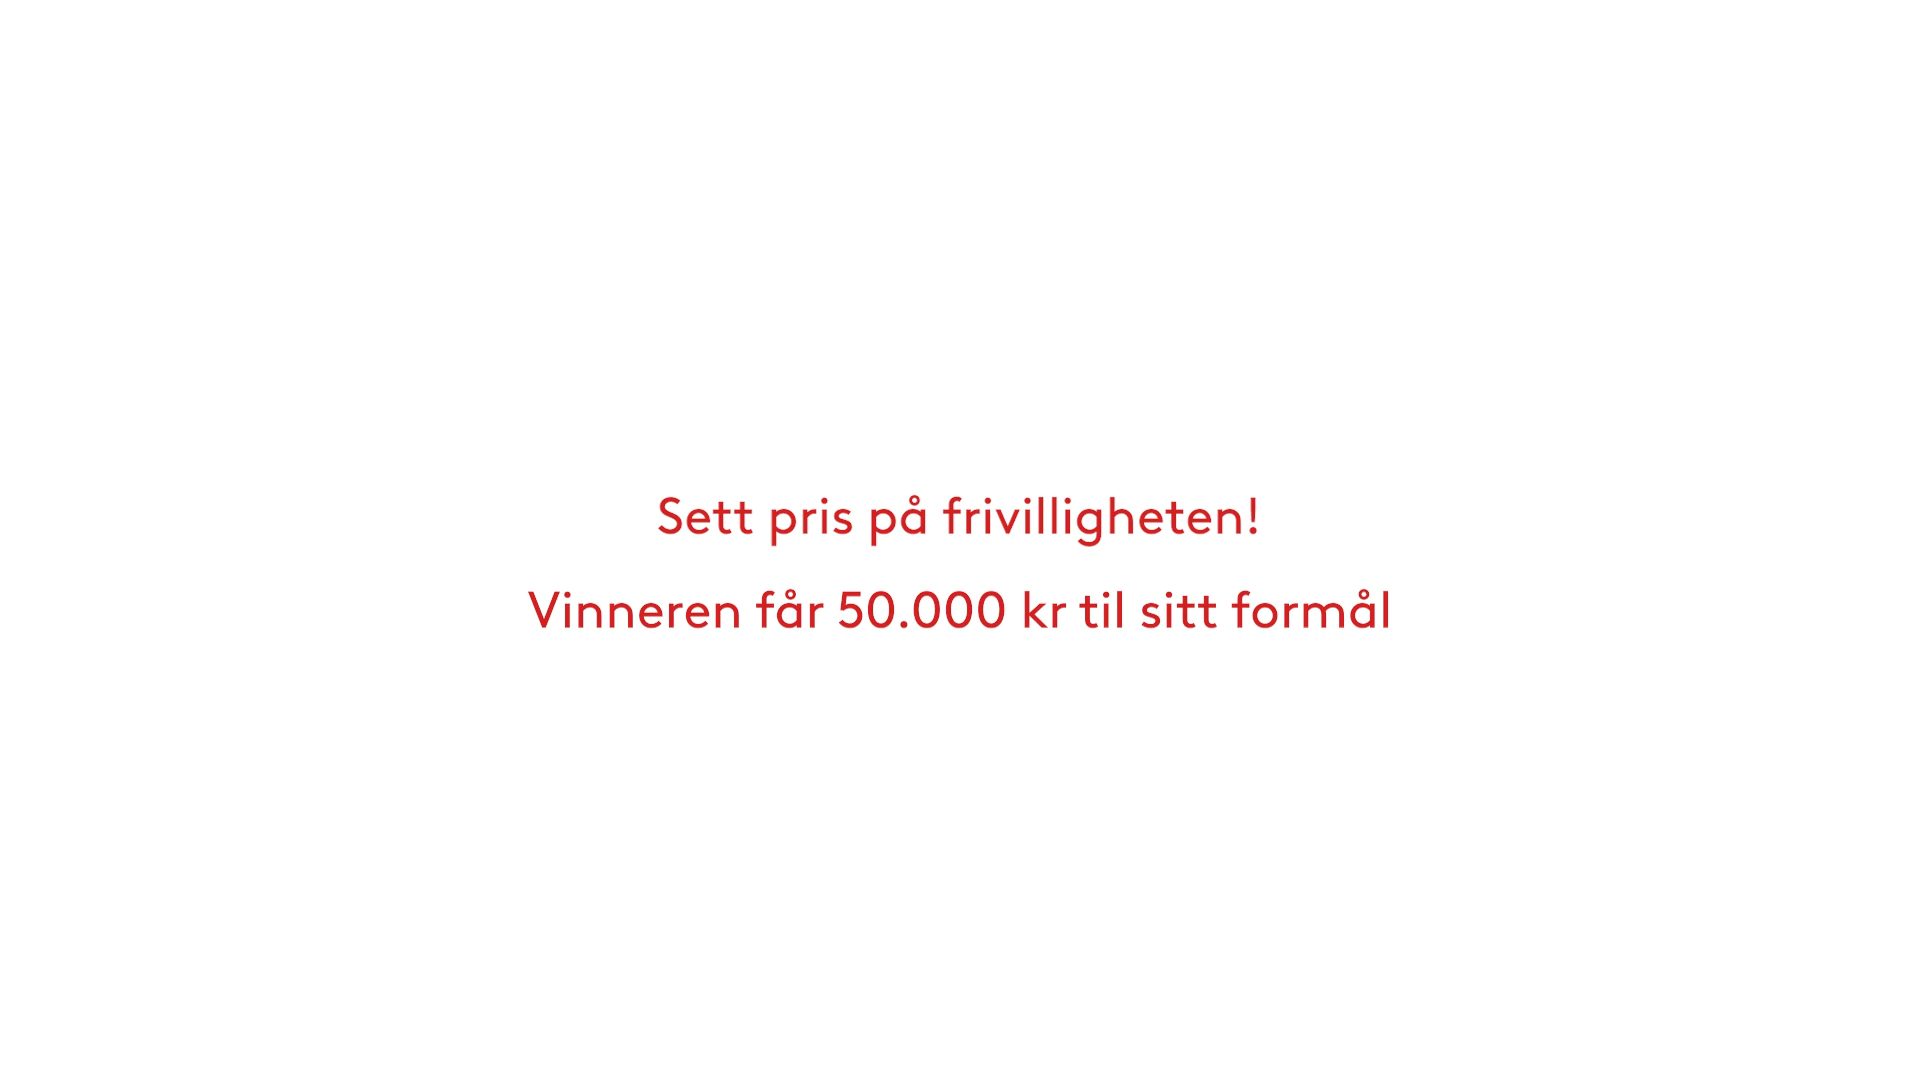 Sett pris på frivilligheten!
Vinneren får 50.000 kr til sitt formål